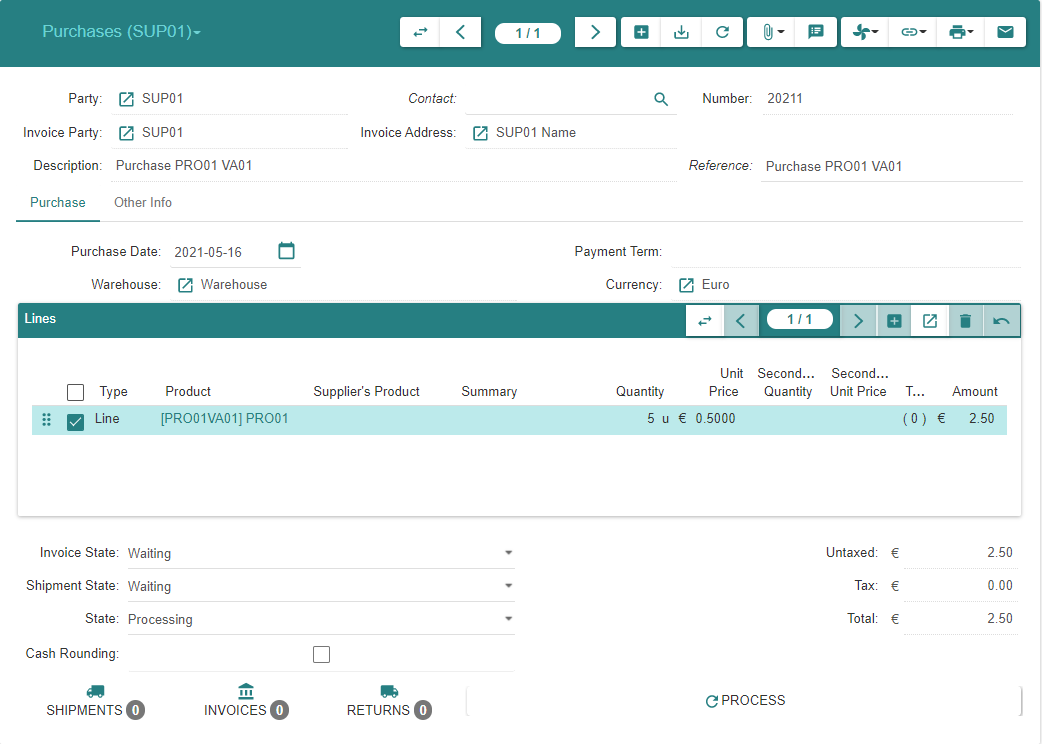 Purchases (SUP01)
1 / 1
Party: SUP01 Contact: Number: 20211
Invoice Party: SUP01 Invoice Address: SUP01 Name
Description: Purchase PRO01 VA01 Reference: Purchase PRO01 VA01
Purchase Other Info
Purchase Date: 2021-05-16 Payment Term:
Warehouse: Warehouse Currency: Euro
Lines 1 / 1
Type Product Supplier's Product Summary Quantity Unit Price Second... Quantity Second... Unit Price T... Amount
Line [PRO01VA01] PRO01 5 u € 0.5000 ( 0 ) € 2.50
Invoice State: Waiting Untaxed: € 2.50
Shipment State: Waiting Tax: € 0.00
State: Processing Total: € 2.50
Cash Rounding:
SHIPMENTS 0 INVOICES 0 RETURNS 0 PROCESS